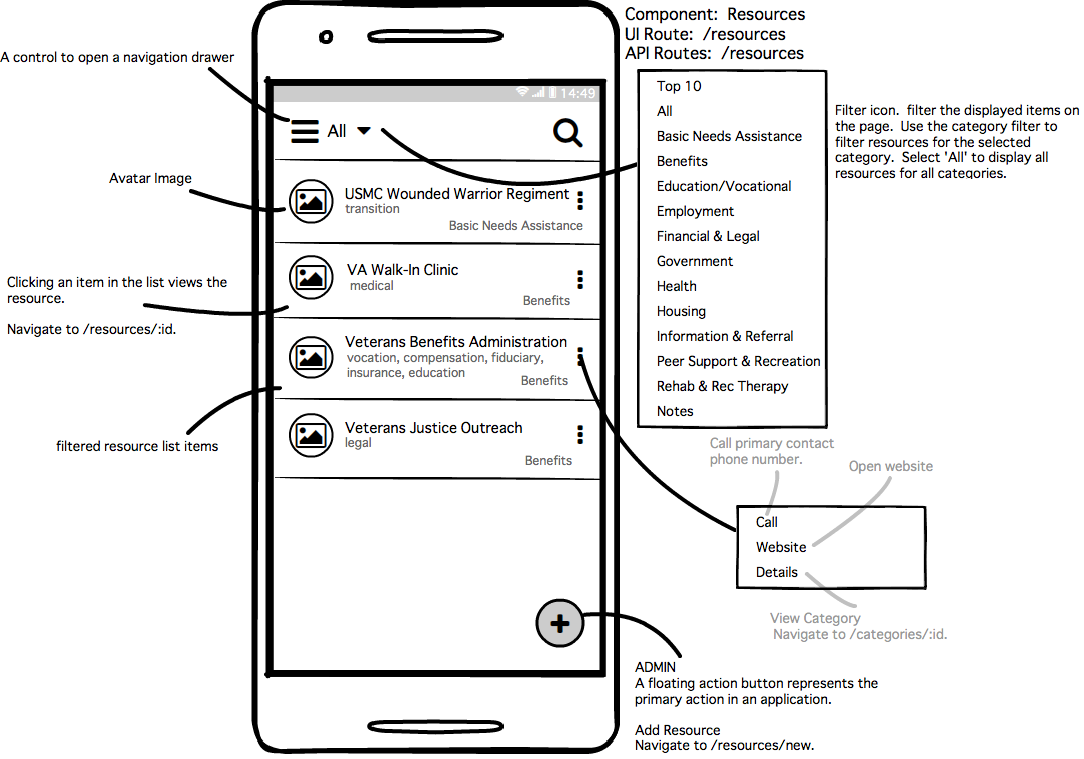 Component:  Resources
UI Route:  /resources
API Routes:  /resources
A control to open a navigation drawer
14:49
All
Top 10
All
Basic Needs Assistance
Benefits
Education/Vocational
Employment
Financial & Legal
Government
Health
Housing
Information & Referral
Peer Support & Recreation
Rehab & Rec Therapy
Notes
Filter icon.  filter the displayed items on
the page.  Use the category filter to
filter resources for the selected
category.  Select 'All' to display all
resources for all categories.
Avatar Image
USMC Wounded Warrior Regiment
transition
Basic Needs Assistance
Clicking an item in the list views the
resource.
Navigate to /resources/:id.
VA Walk-In Clinic
medical
Benefits
Veterans Benefits Administration
vocation, compensation, fiduciary,
insurance, education
Benefits
filtered resource list items
Veterans Justice Outreach
legal
Benefits
Call primary contact
phone number.
Open website
Call
Website
Details
View Category
Navigate to /categories/:id.
ADMIN
A floating action button represents the
primary action in an application.
Add Resource
Navigate to /resources/new.